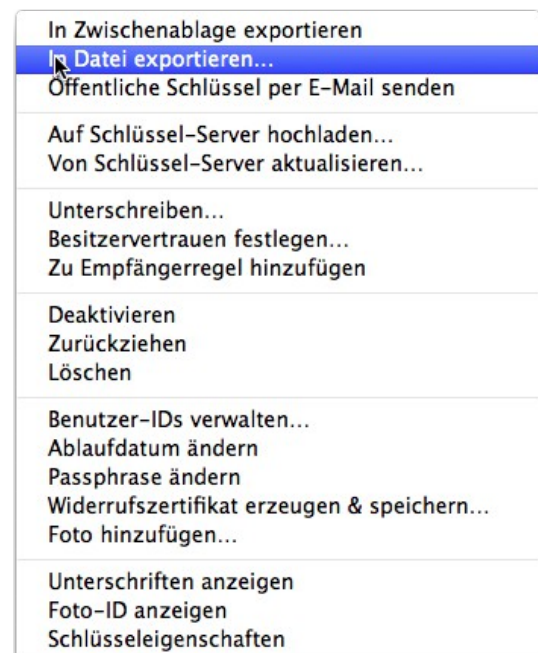 In Zwischenablage exportieren
In Datei exportieren...
Öffentliche Schlüssel per E-Mail senden
Auf Schlüssel-Server hochladen...
Von Schlüssel-Server aktualisieren...
Unterschreiben...
Besitzervertrauen festlegen...
Zu Empfängerregel hinzufügen
Deaktivieren
Zurückziehen
Löschen
Benutzer-IDs verwalten...
Ablaufdatum ändern
Passphrase ändern
Widerrufszertifikat erzeugen & speichern...
Foto hinzufügen...
Unterschriften anzeigen
Foto-ID anzeigen
Schlüsseleigenschaften